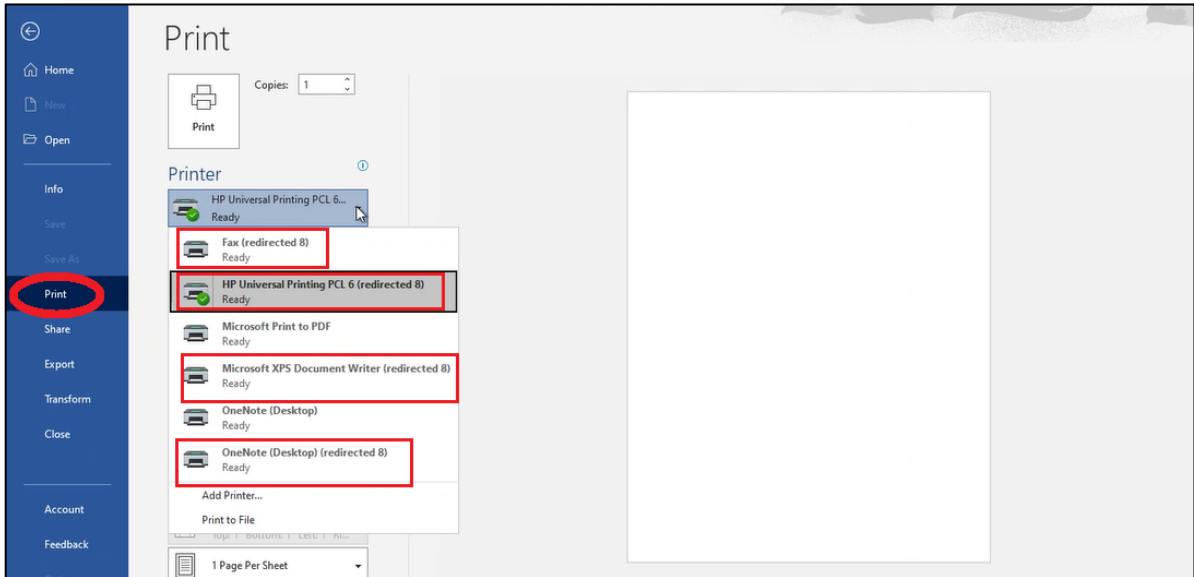 Print
Home
New
Open
Info
Save
Save As
Print
Share
Export
Transform
Close
Account
Feedback
Print
Copies: 1
Printer
HP Universal Printing PCL 6...
Ready
Fax (redirected 8)
Ready
HP Universal Printing PCL 6 (redirected 8)
Ready
Microsoft Print to PDF
Ready
Microsoft XPS Document Writer (redirected 8)
Ready
OneNote (Desktop)
Ready
OneNote (Desktop) (redirected 8)
Ready
Add Printer...
Print to File
1 Page Per Sheet